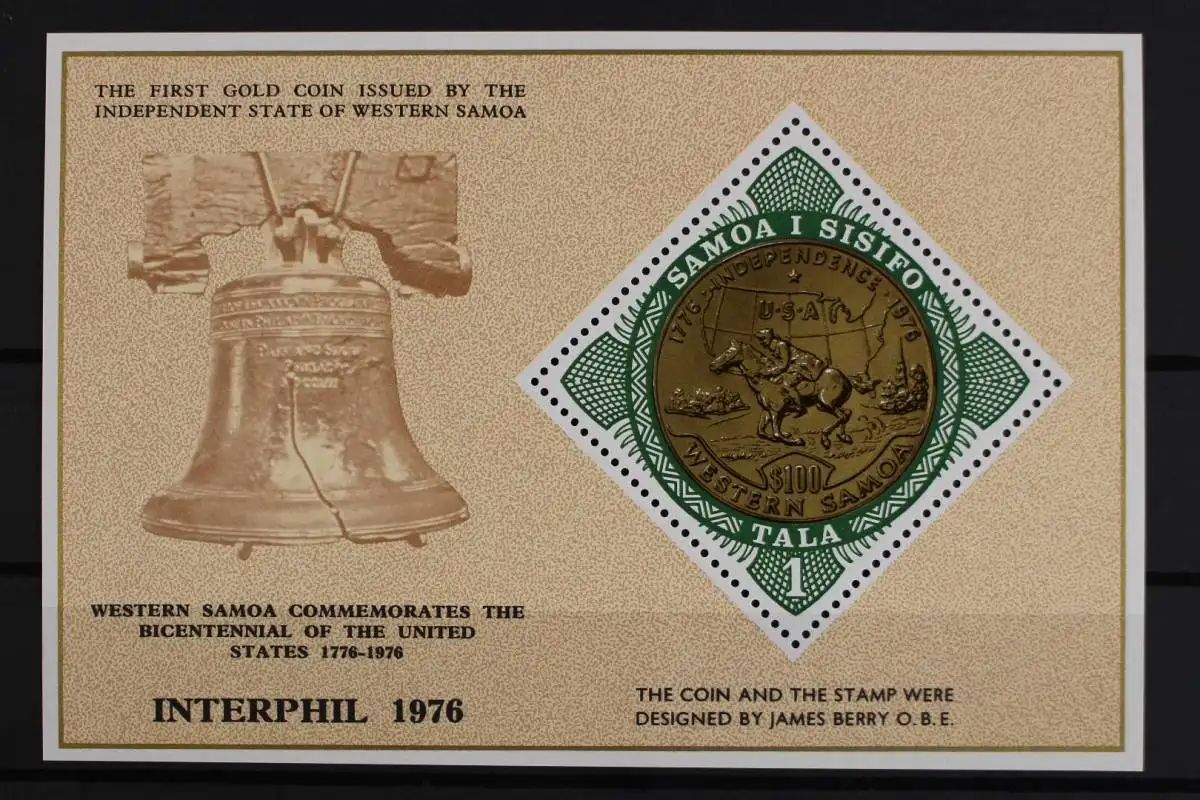 THE FIRST GOLD COIN ISSUED BY THE
INDEPENDENT STATE OF WESTERN SAMOA
WESTERN SAMOA COMMEMORATES THE
BICENTENNIAL OF THE UNITED
STATES 1776-1976
INTERPHIL 1976
SAMOA I SISIFO
1776 · INDEPENDENCE · 1976
U·S·A
$100
WESTERN SAMOA
TALA
1
THE COIN AND THE STAMP WERE
DESIGNED BY JAMES BERRY O.B.E.